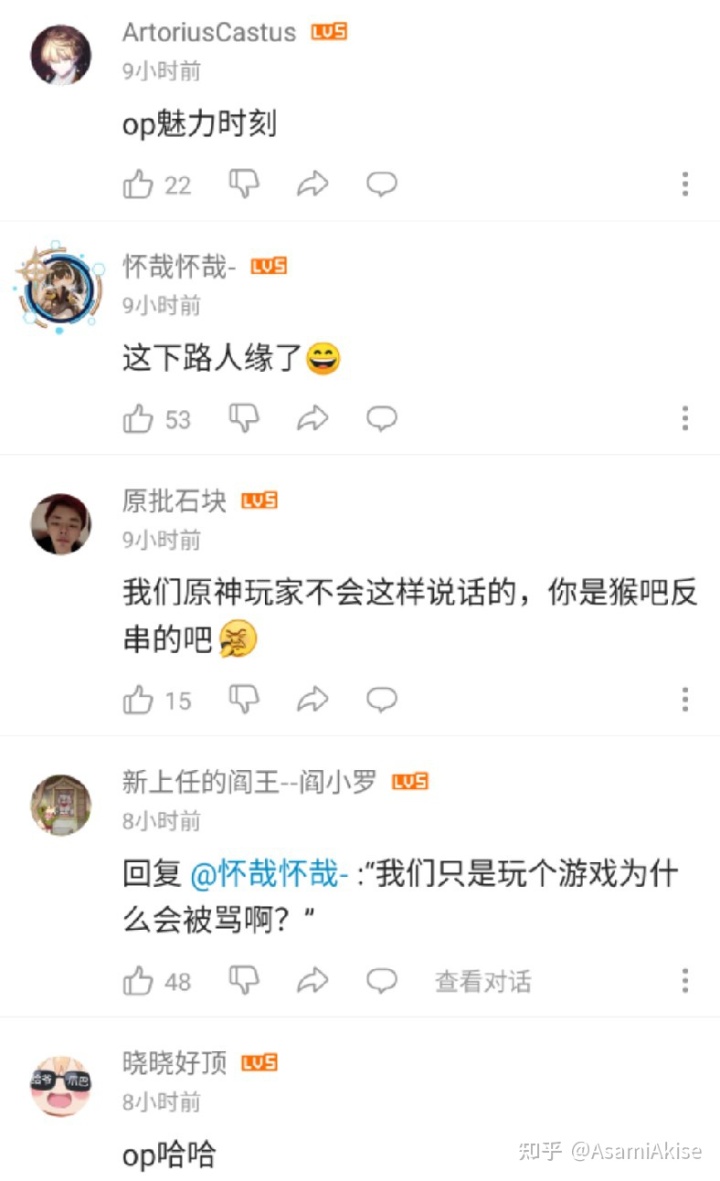 ArtoriusCastus LV5
9小时前
op魅力时刻
22
怀哉怀哉- LV5
9小时前
这下路人缘了😄
53
原批石块 LV5
9小时前
我们原神玩家不会这样说话的，你是猴吧反
串的吧
15
新上任的阎王--阎小罗 LV5
8小时前
回复 @怀哉怀哉- :“我们只是玩个游戏为什
么会被骂啊？”
48 查看对话
晓晓好顶 LV5
8小时前
op哈哈
知乎 @AsamiAkise